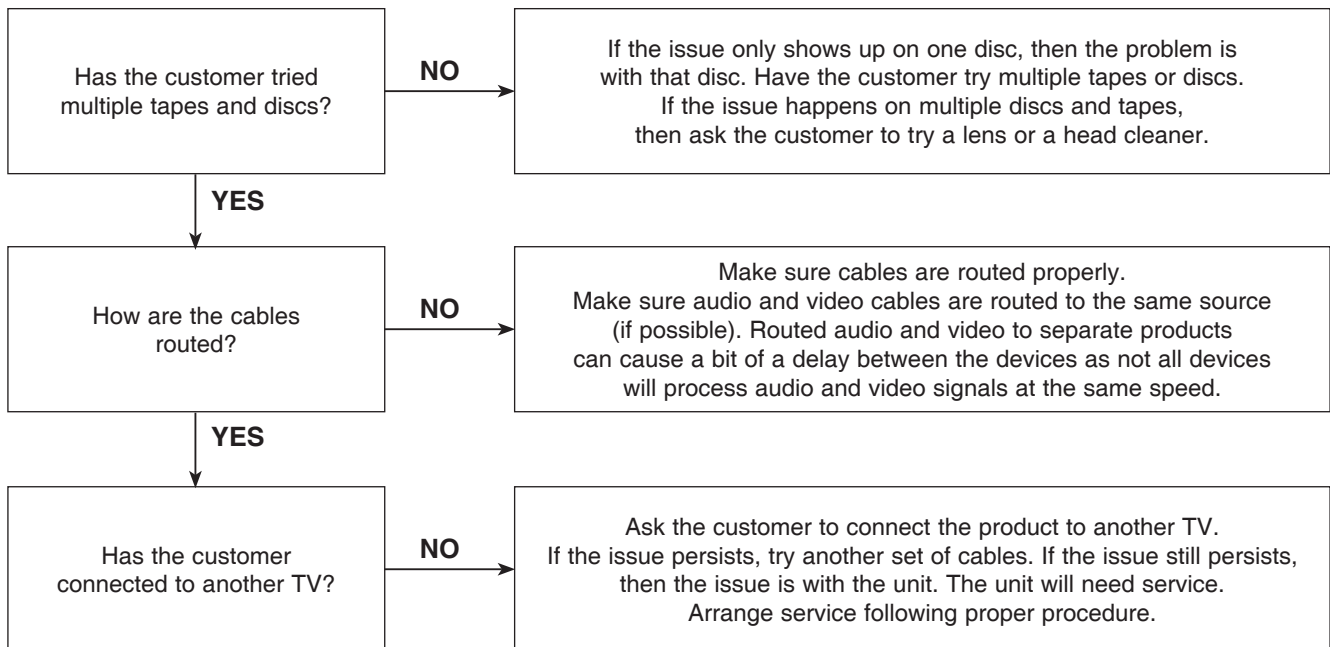 Has the customer tried
multiple tapes and discs?
NO
If the issue only shows up on one disc, then the problem is
with that disc. Have the customer try multiple tapes or discs.
If the issue happens on multiple discs and tapes,
then ask the customer to try a lens or a head cleaner.
YES
How are the cables
routed?
NO
Make sure cables are routed properly.
Make sure audio and video cables are routed to the same source
(if possible). Routed audio and video to separate products
can cause a bit of a delay between the devices as not all devices
will process audio and video signals at the same speed.
YES
Has the customer
connected to another TV?
NO
Ask the customer to connect the product to another TV.
If the issue persists, try another set of cables. If the issue still persists,
then the issue is with the unit. The unit will need service.
Arrange service following proper procedure.